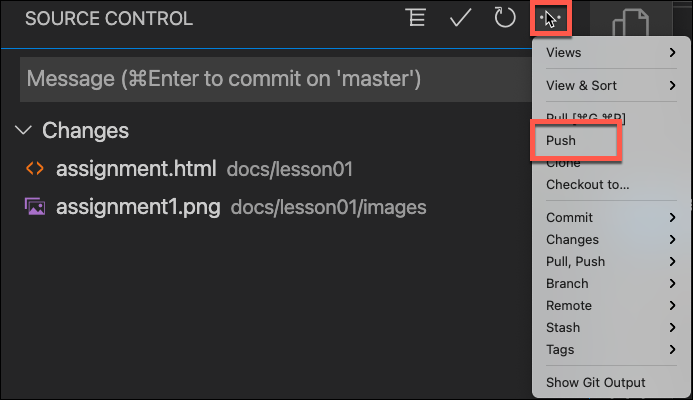 SOURCE CONTROL
Message (⌘Enter to commit on 'master')
Changes
assignment.html docs/lesson01
assignment1.png docs/lesson01/images
Views
View & Sort
Pull [⌘G ⌘P]
Push
Clone
Checkout to...
Commit
Changes
Pull, Push
Branch
Remote
Stash
Tags
Show Git Output